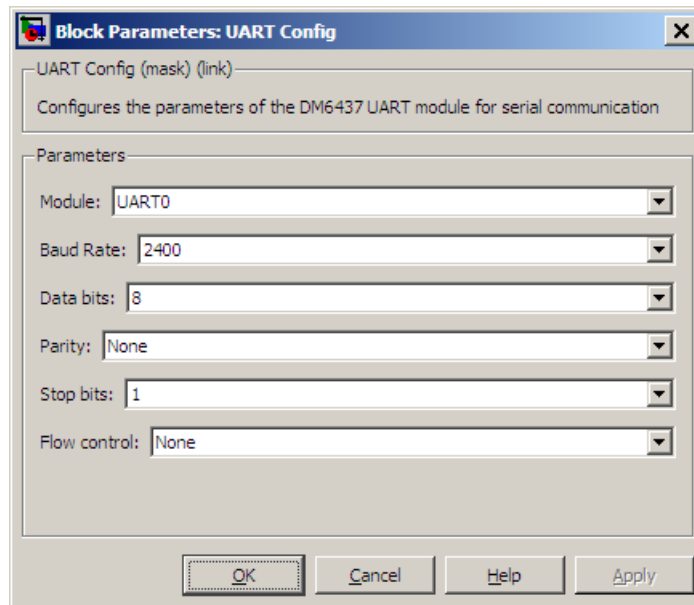 Block Parameters: UART Config
UART Config (mask) (link)
Configures the parameters of the DM6437 UART module for serial communication
Parameters
Module: UART0
Baud Rate: 2400
Data bits: 8
Parity: None
Stop bits: 1
Flow control: None
OK Cancel Help Apply